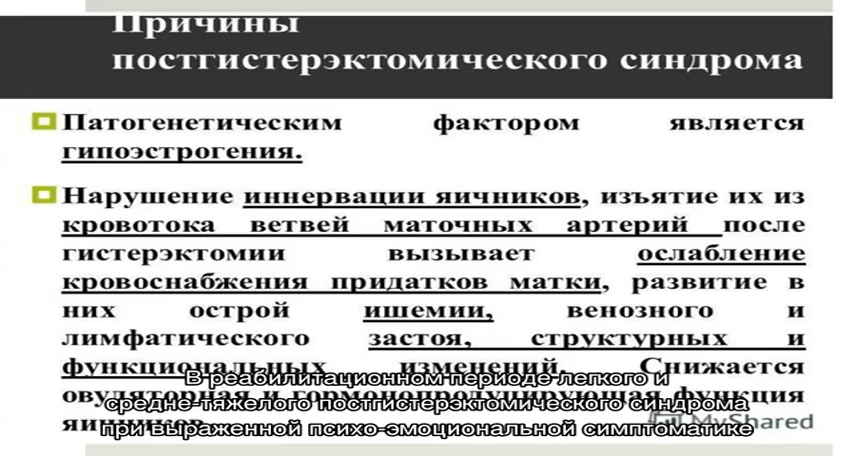 Причины
постгистерэктомического синдрома
Патогенетическим фактором является
гипоэстрогения.
Нарушение иннервации яичников, изъятие их из
кровотока ветвей маточных артерий после
гистерэктомии вызывает ослабление
кровоснабжения придатков матки, развитие в
них острой ишемии, венозного и
лимфатического застоя, структурных и
функциональных изменений. Снижается
овуляторная и гормонопродуцирующая функция
яичников.
В реабилитационном периоде легкого и
средне-тяжелого постгистерэктомического синдрома
при выраженной психо-эмоциональной симптоматике
MyShared